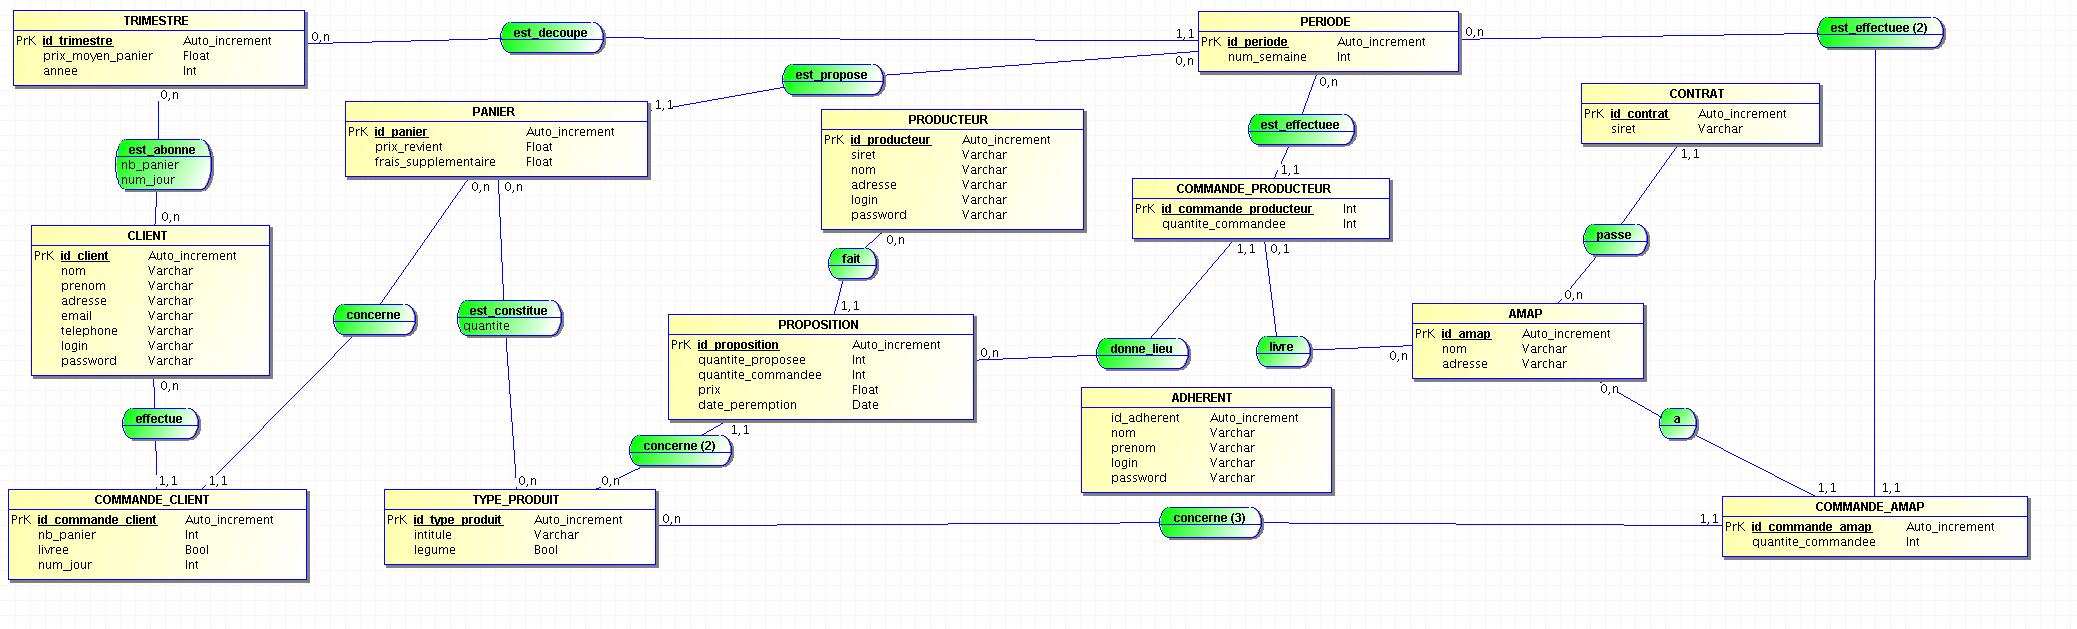 TRIMESTRE
PrK id_trimestre Auto_increment
prix_moyen_panier Float
annee Int
0,n
est_decoupe
1,1
PERIODE
PrK id_periode Auto_increment
num_semaine Int
0,n
est_effectuee (2)
0,n
est_propose
1,1
0,n
est_abonne
nb_panier
num_jour
0,n
PANIER
PrK id_panier Auto_increment
prix_revient Float
frais_supplementaire Float
0,n
0,n
PRODUCTEUR
PrK id_producteur Auto_increment
siret Varchar
nom Varchar
adresse Varchar
login Varchar
password Varchar
0,n
0,n
est_effectuee
1,1
CONTRAT
PrK id_contrat Auto_increment
siret Varchar
1,1
COMMANDE_PRODUCTEUR
PrK id_commande_producteur Int
quantite_commandee Int
1,1
0,1
passe
0,n
CLIENT
PrK id_client Auto_increment
nom Varchar
prenom Varchar
adresse Varchar
email Varchar
telephone Varchar
login Varchar
password Varchar
0,n
fait
1,1
concerne
est_constitue
quantite
PROPOSITION
PrK id_proposition Auto_increment
quantite_proposee Int
quantite_commandee Int
prix Float
date_peremption Date
0,n
donne_lieu
livre
0,n
AMAP
PrK id_amap Auto_increment
nom Varchar
adresse Varchar
0,n
effectue
1,1
1,1
1,1
concerne (2)
0,n
0,n
ADHERENT
id_adherent Auto_increment
nom Varchar
prenom Varchar
login Varchar
password Varchar
a
1,1
1,1
COMMANDE_CLIENT
PrK id_commande_client Auto_increment
nb_panier Int
livree Bool
num_jour Int
TYPE_PRODUIT
PrK id_type_produit Auto_increment
intitule Varchar
legume Bool
0,n
concerne (3)
1,1
COMMANDE_AMAP
PrK id_commande_amap Auto_increment
quantite_commandee Int